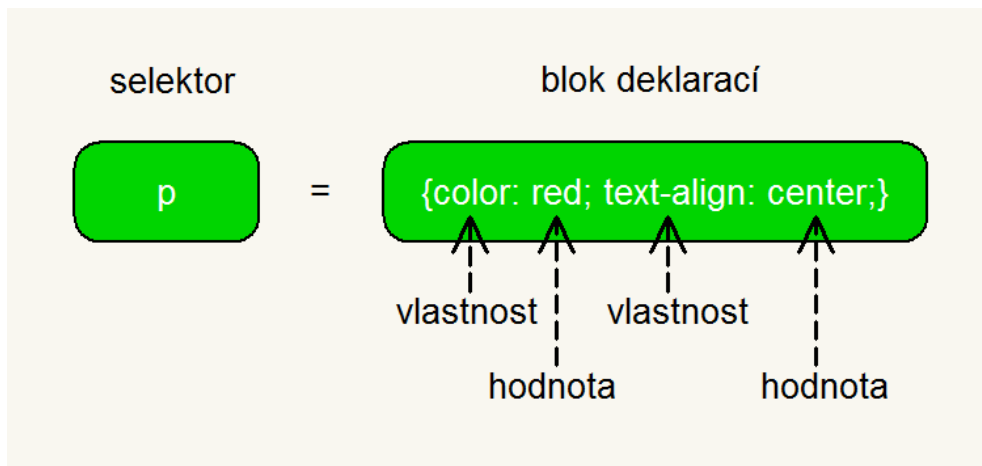 selektor blok deklarací
p = {color: red; text-align: center;}
vlastnost vlastnost
hodnota hodnota